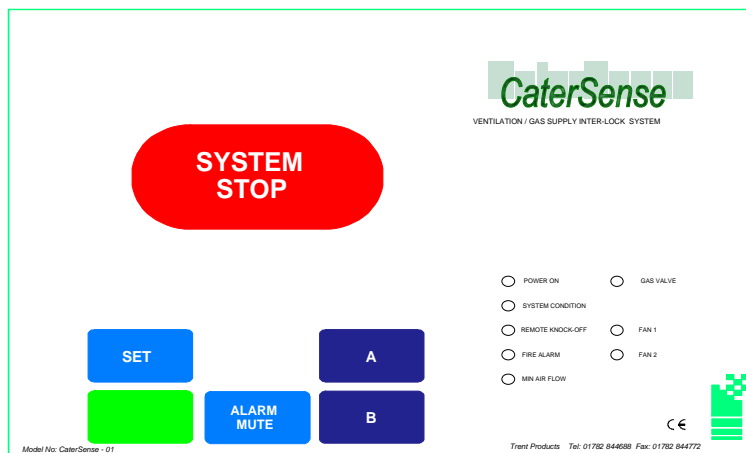 CaterSense
VENTILATION / GAS SUPPLY INTER-LOCK SYSTEM
SYSTEM
STOP
POWER ON
GAS VALVE
SYSTEM CONDITION
REMOTE KNOCK-OFF
FAN 1
FIRE ALARM
FAN 2
MIN AIR FLOW
SET
A
ALARM
MUTE
B
CE
Model No: CaterSense - 01
Trent Products Tel: 01782 844688 Fax: 01782 844772